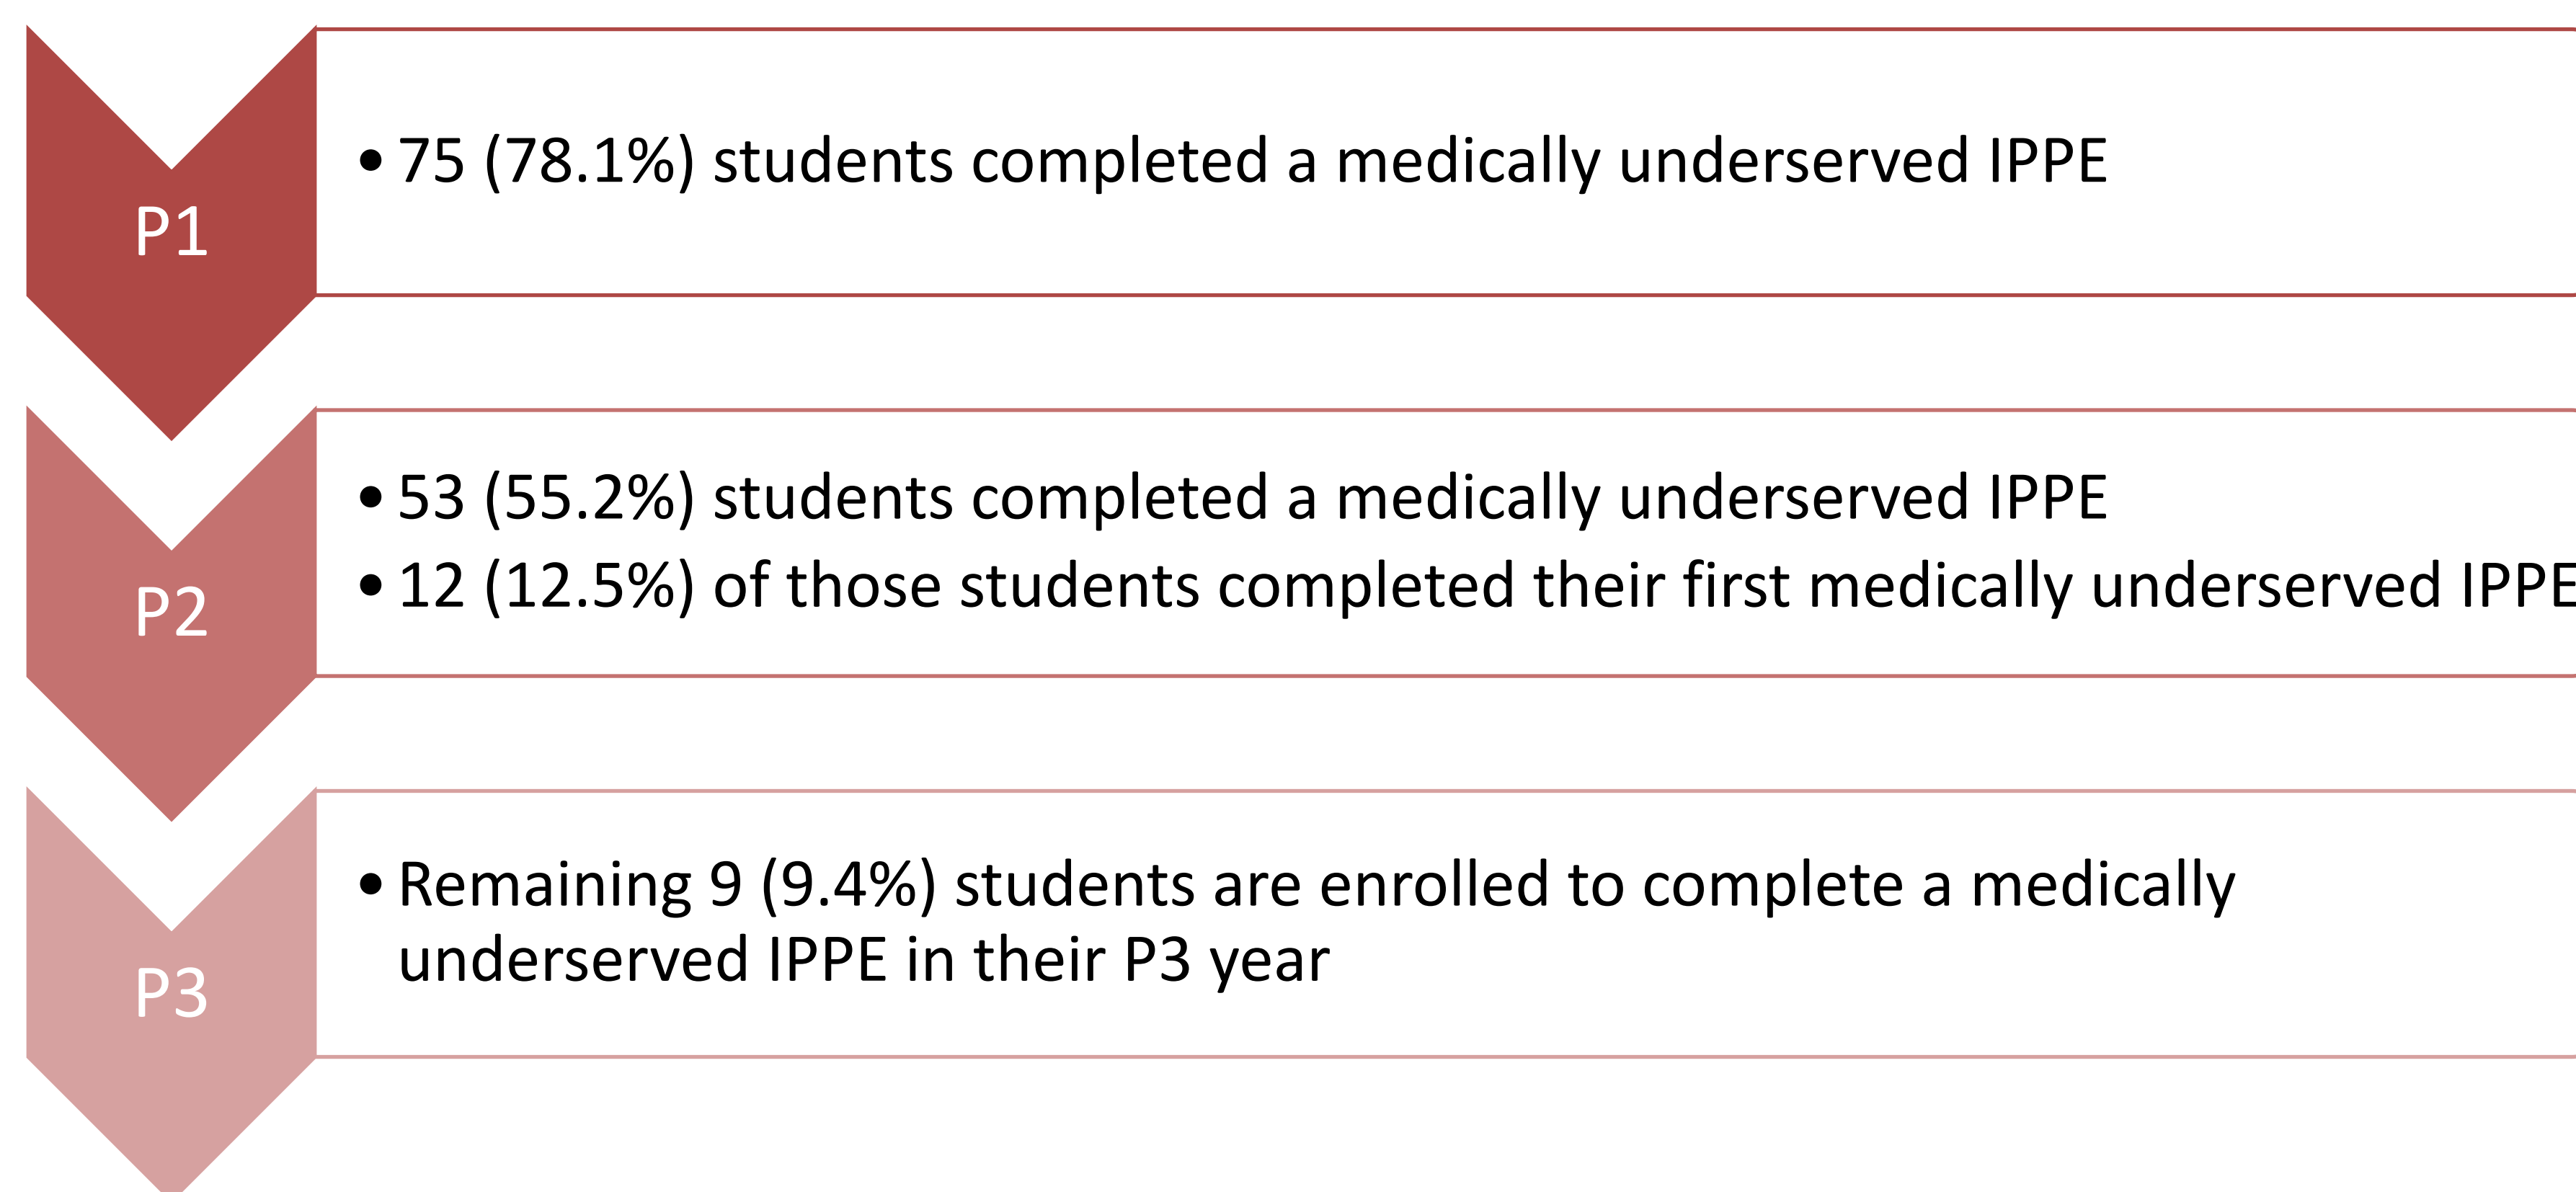 P1
• 75 (78.1%) students completed a medically underserved IPPE
P2
• 53 (55.2%) students completed a medically underserved IPPE
• 12 (12.5%) of those students completed their first medically underserved IPPE
P3
• Remaining 9 (9.4%) students are enrolled to complete a medically
underserved IPPE in their P3 year